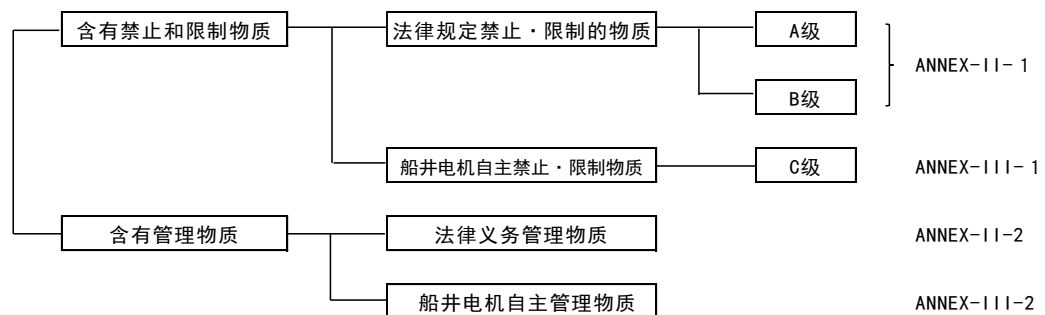 含有禁止和限制物质 法律规定禁止・限制的物质 A级
ANNEX-II-1
B级
船井电机自主禁止・限制物质 C级 ANNEX-III-1
含有管理物质 法律义务管理物质 ANNEX-II-2
船井电机自主管理物质 ANNEX-III-2